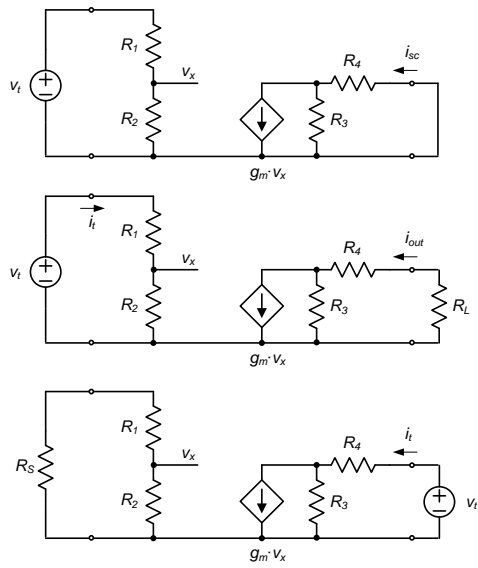 R1
R4
isc
vt
vx
R2
R3
gm·vx
it
R1
R4
iout
vt
vx
R2
R3
RL
gm·vx
R1
R4
it
RS
vx
R2
R3
vt
gm·vx